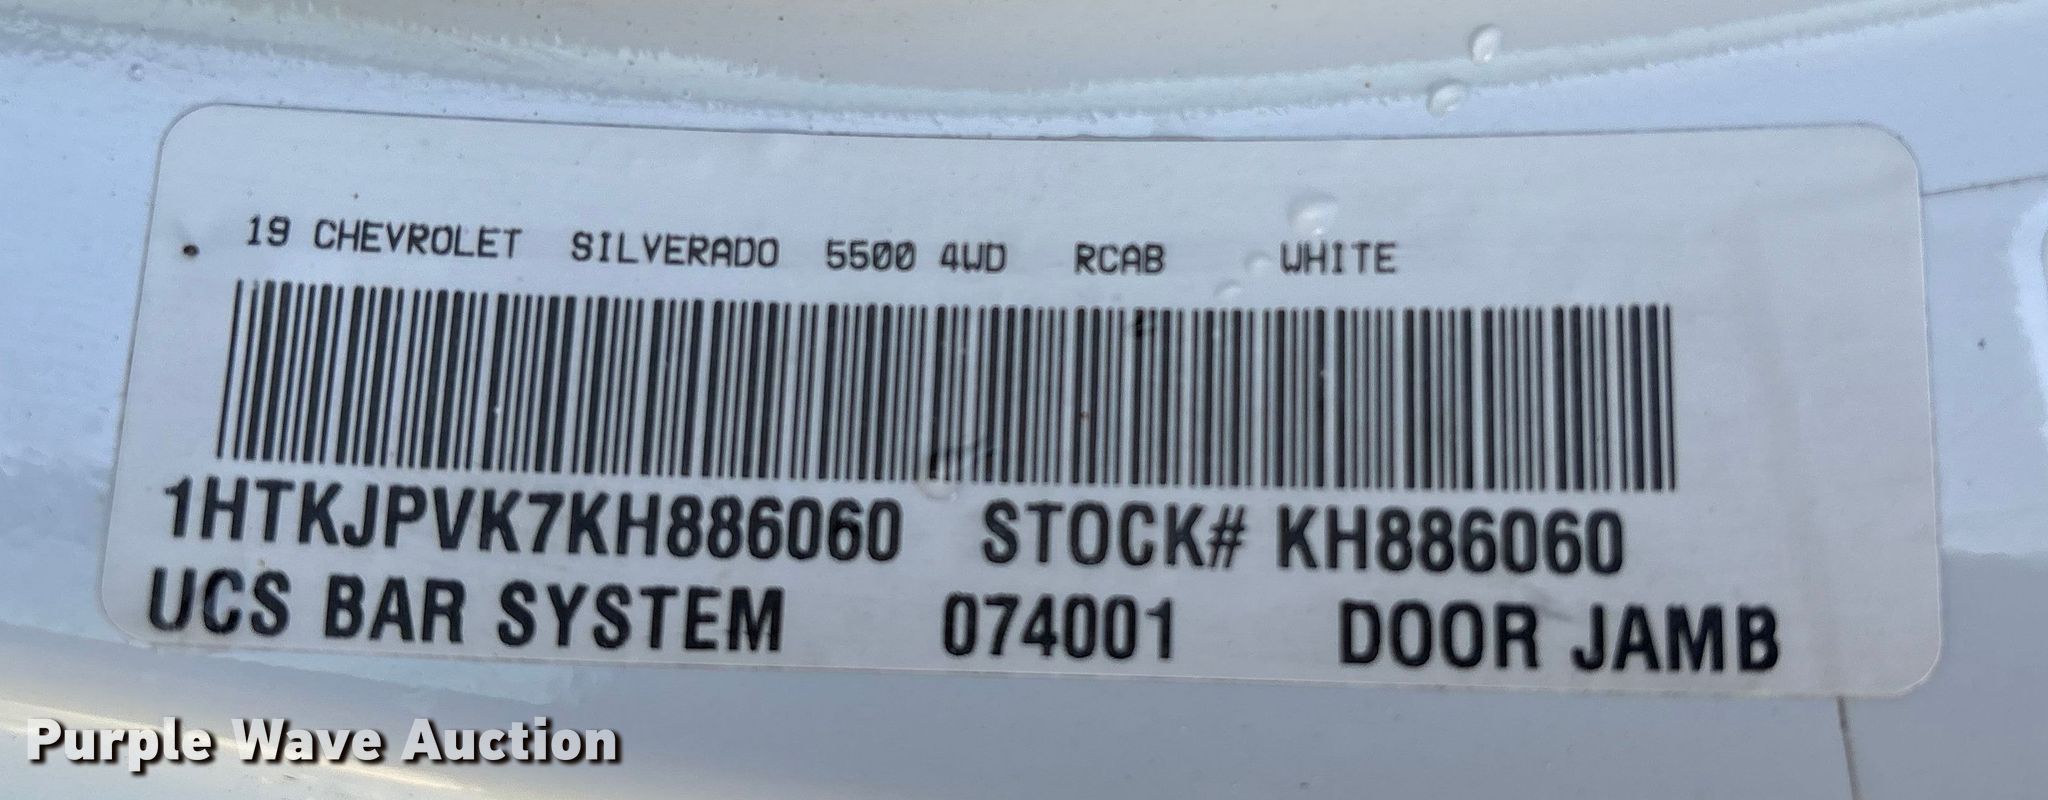 19 CHEVROLET SILVERADO 5500 4WD RCAB WHITE
1HTKJPVK7KH886060 STOCK# KH886060
UCS BAR SYSTEM 074001 DOOR JAMB
Purple Wave Auction